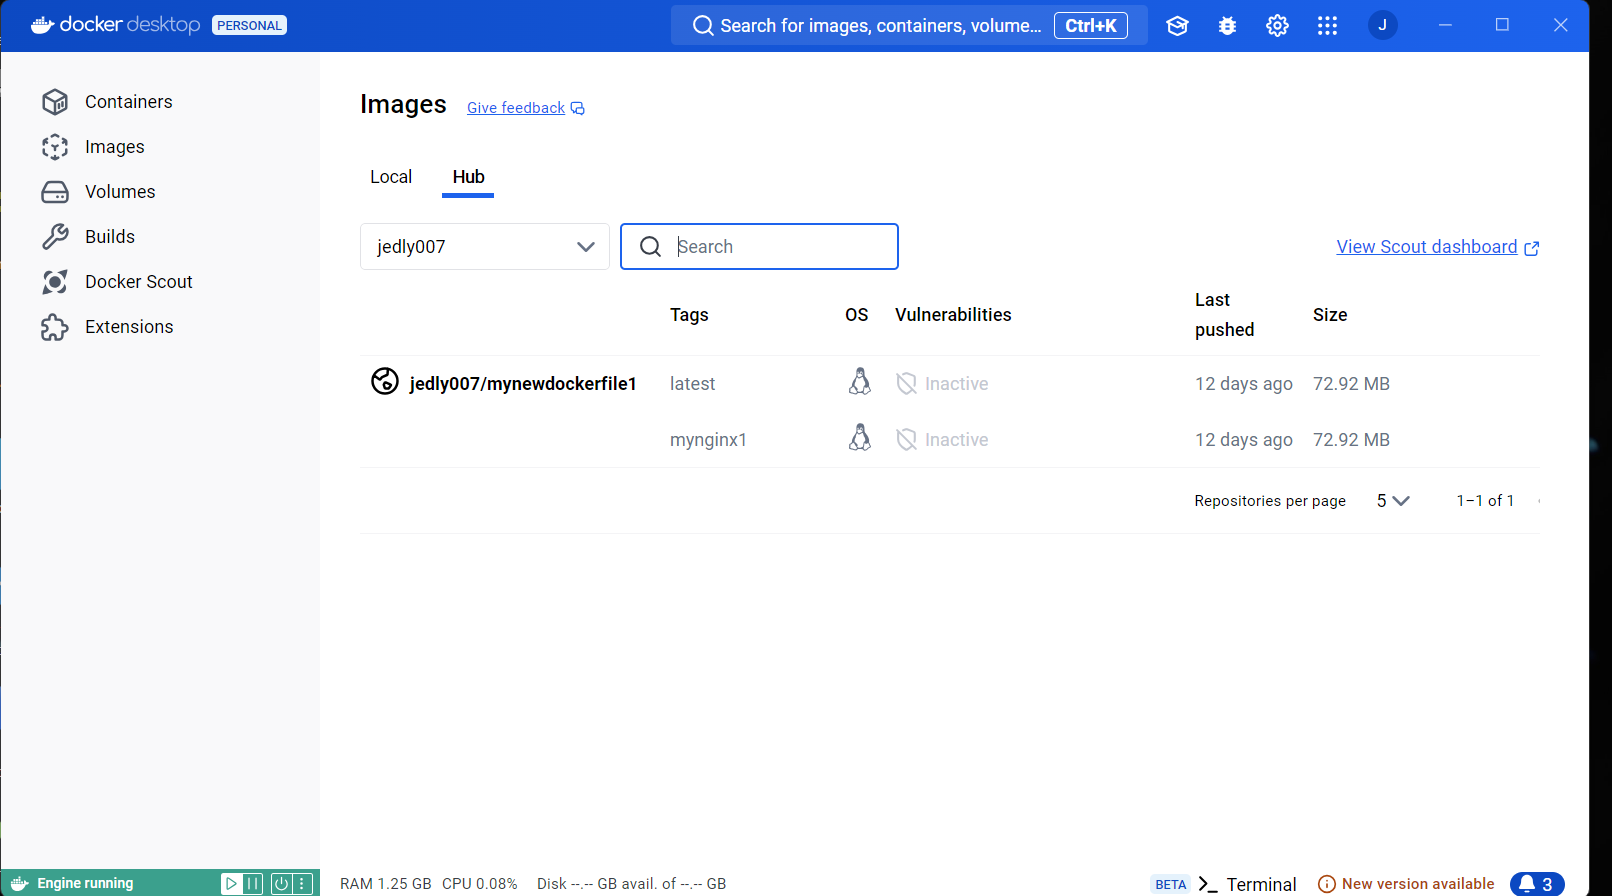 docker desktop PERSONAL
Search for images, containers, volume... Ctrl+K
J
Containers
Images
Volumes
Builds
Docker Scout
Extensions
Images Give feedback
Local Hub
jedly007
Search
View Scout dashboard
Tags OS Vulnerabilities Last pushed Size
jedly007/mynewdockerfile1 latest Inactive 12 days ago 72.92 MB
mynginx1 Inactive 12 days ago 72.92 MB
Repositories per page 5 1–1 of 1
Engine running
RAM 1.25 GB CPU 0.08% Disk --.-- GB avail. of --.-- GB
BETA >_ Terminal New version available 3